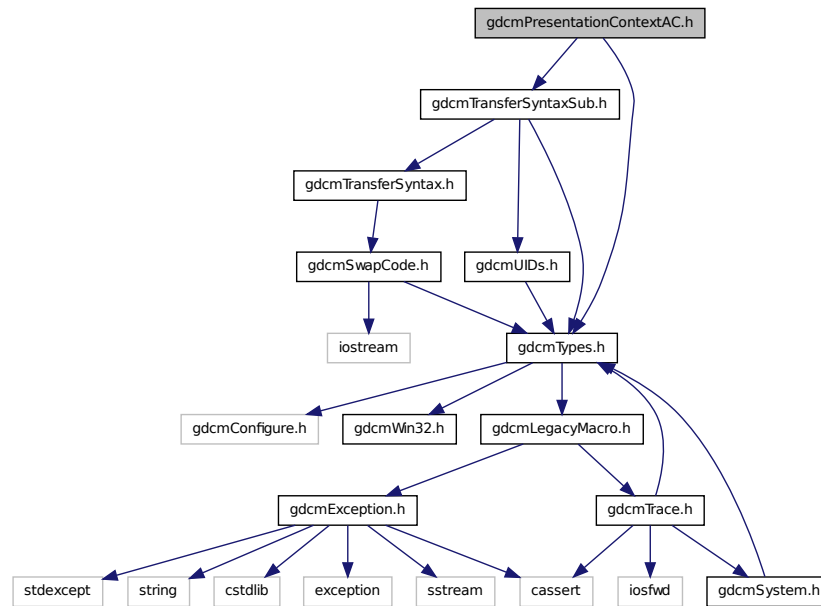 gdcmPresentationContextAC.h
gdcmTransferSyntaxSub.h
gdcmTransferSyntax.h
gdcmSwapCode.h
gdcmUIDs.h
iostream
gdcmTypes.h
gdcmConfigure.h
gdcmWin32.h
gdcmLegacyMacro.h
gdcmException.h
gdcmTrace.h
stdexcept
string
cstdlib
exception
sstream
cassert
iosfwd
gdcmSystem.h